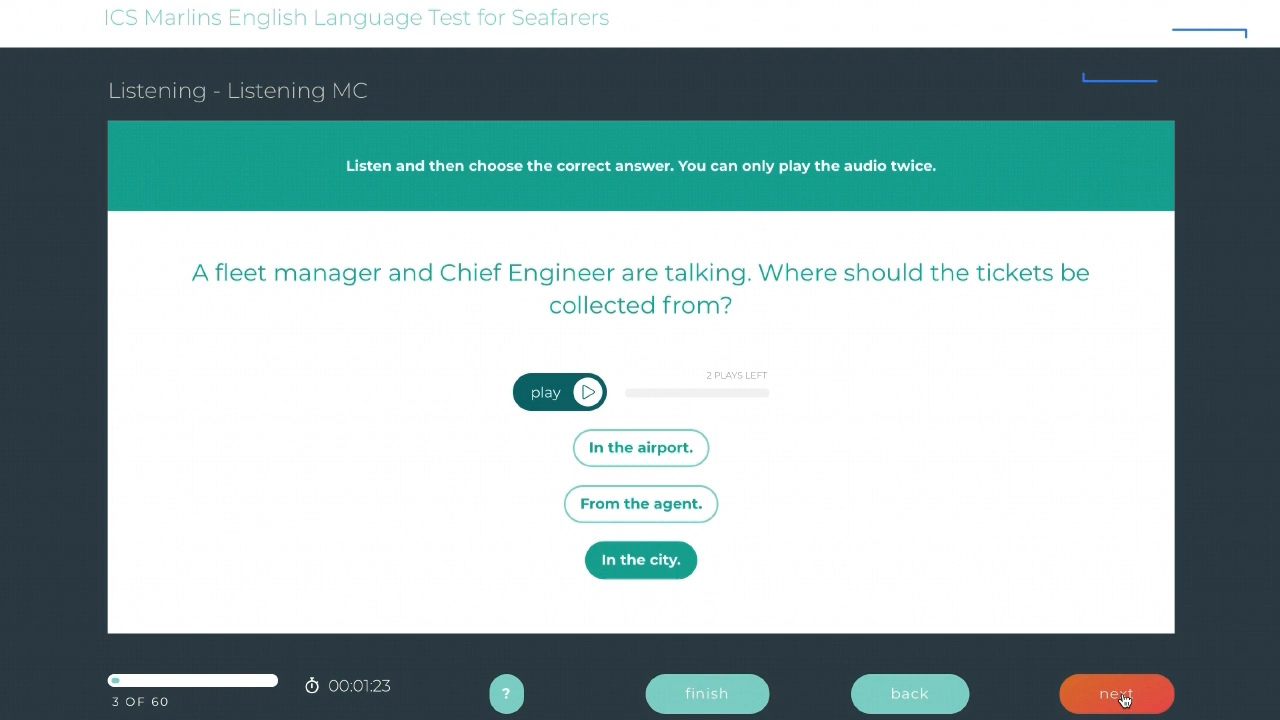 ICS Marlins English Language Test for Seafarers
Listening - Listening MC
Listen and then choose the correct answer. You can only play the audio twice.
A fleet manager and Chief Engineer are talking. Where should the tickets be
collected from?
2 PLAYS LEFT
play
In the airport.
From the agent.
In the city.
3 OF 60
00:01:23
?
finish
back
next